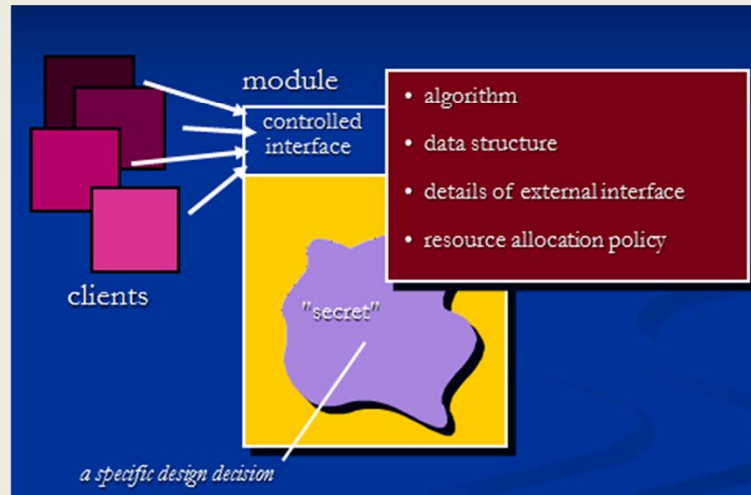 module
controlled
interface
• algorithm
• data structure
• details of external interface
• resource allocation policy
clients
"secret"
a specific design decision